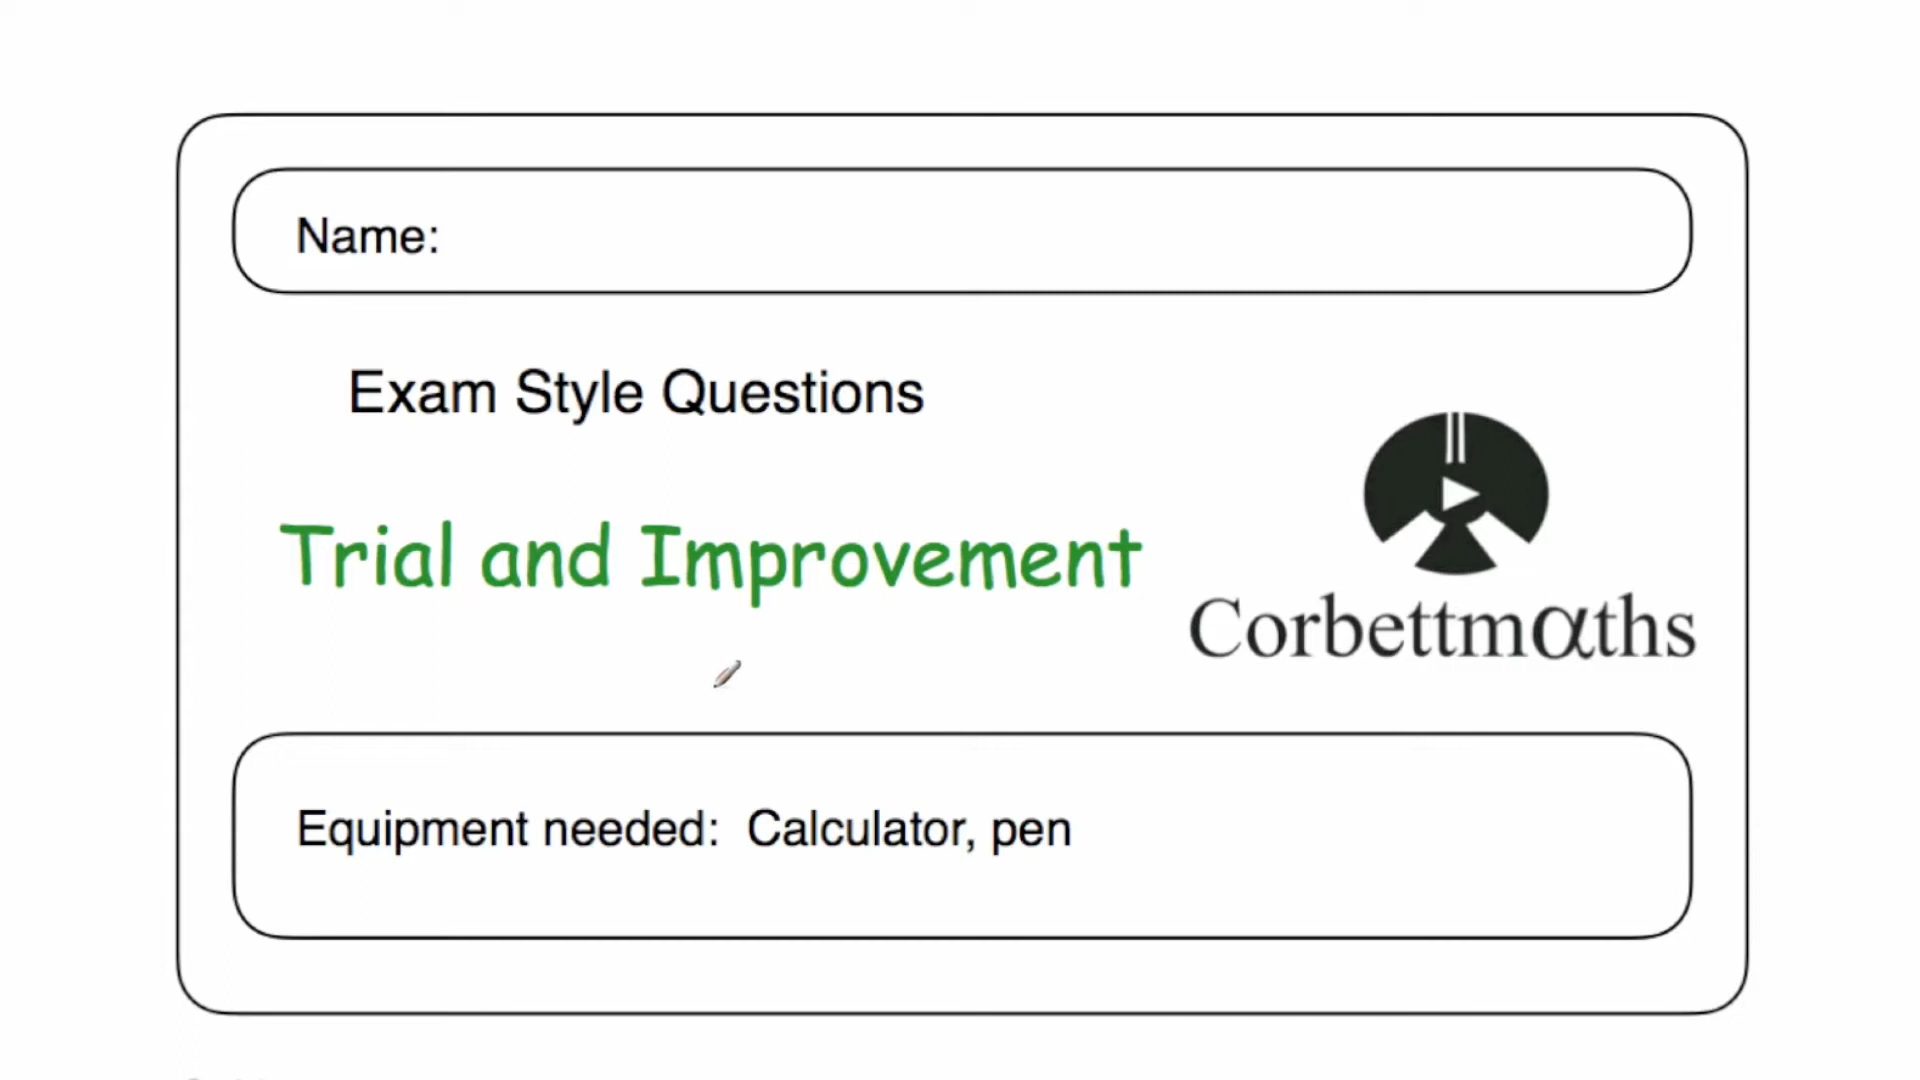 Name:
Exam Style Questions
Trial and Improvement
Corbettmαths
Equipment needed: Calculator, pen